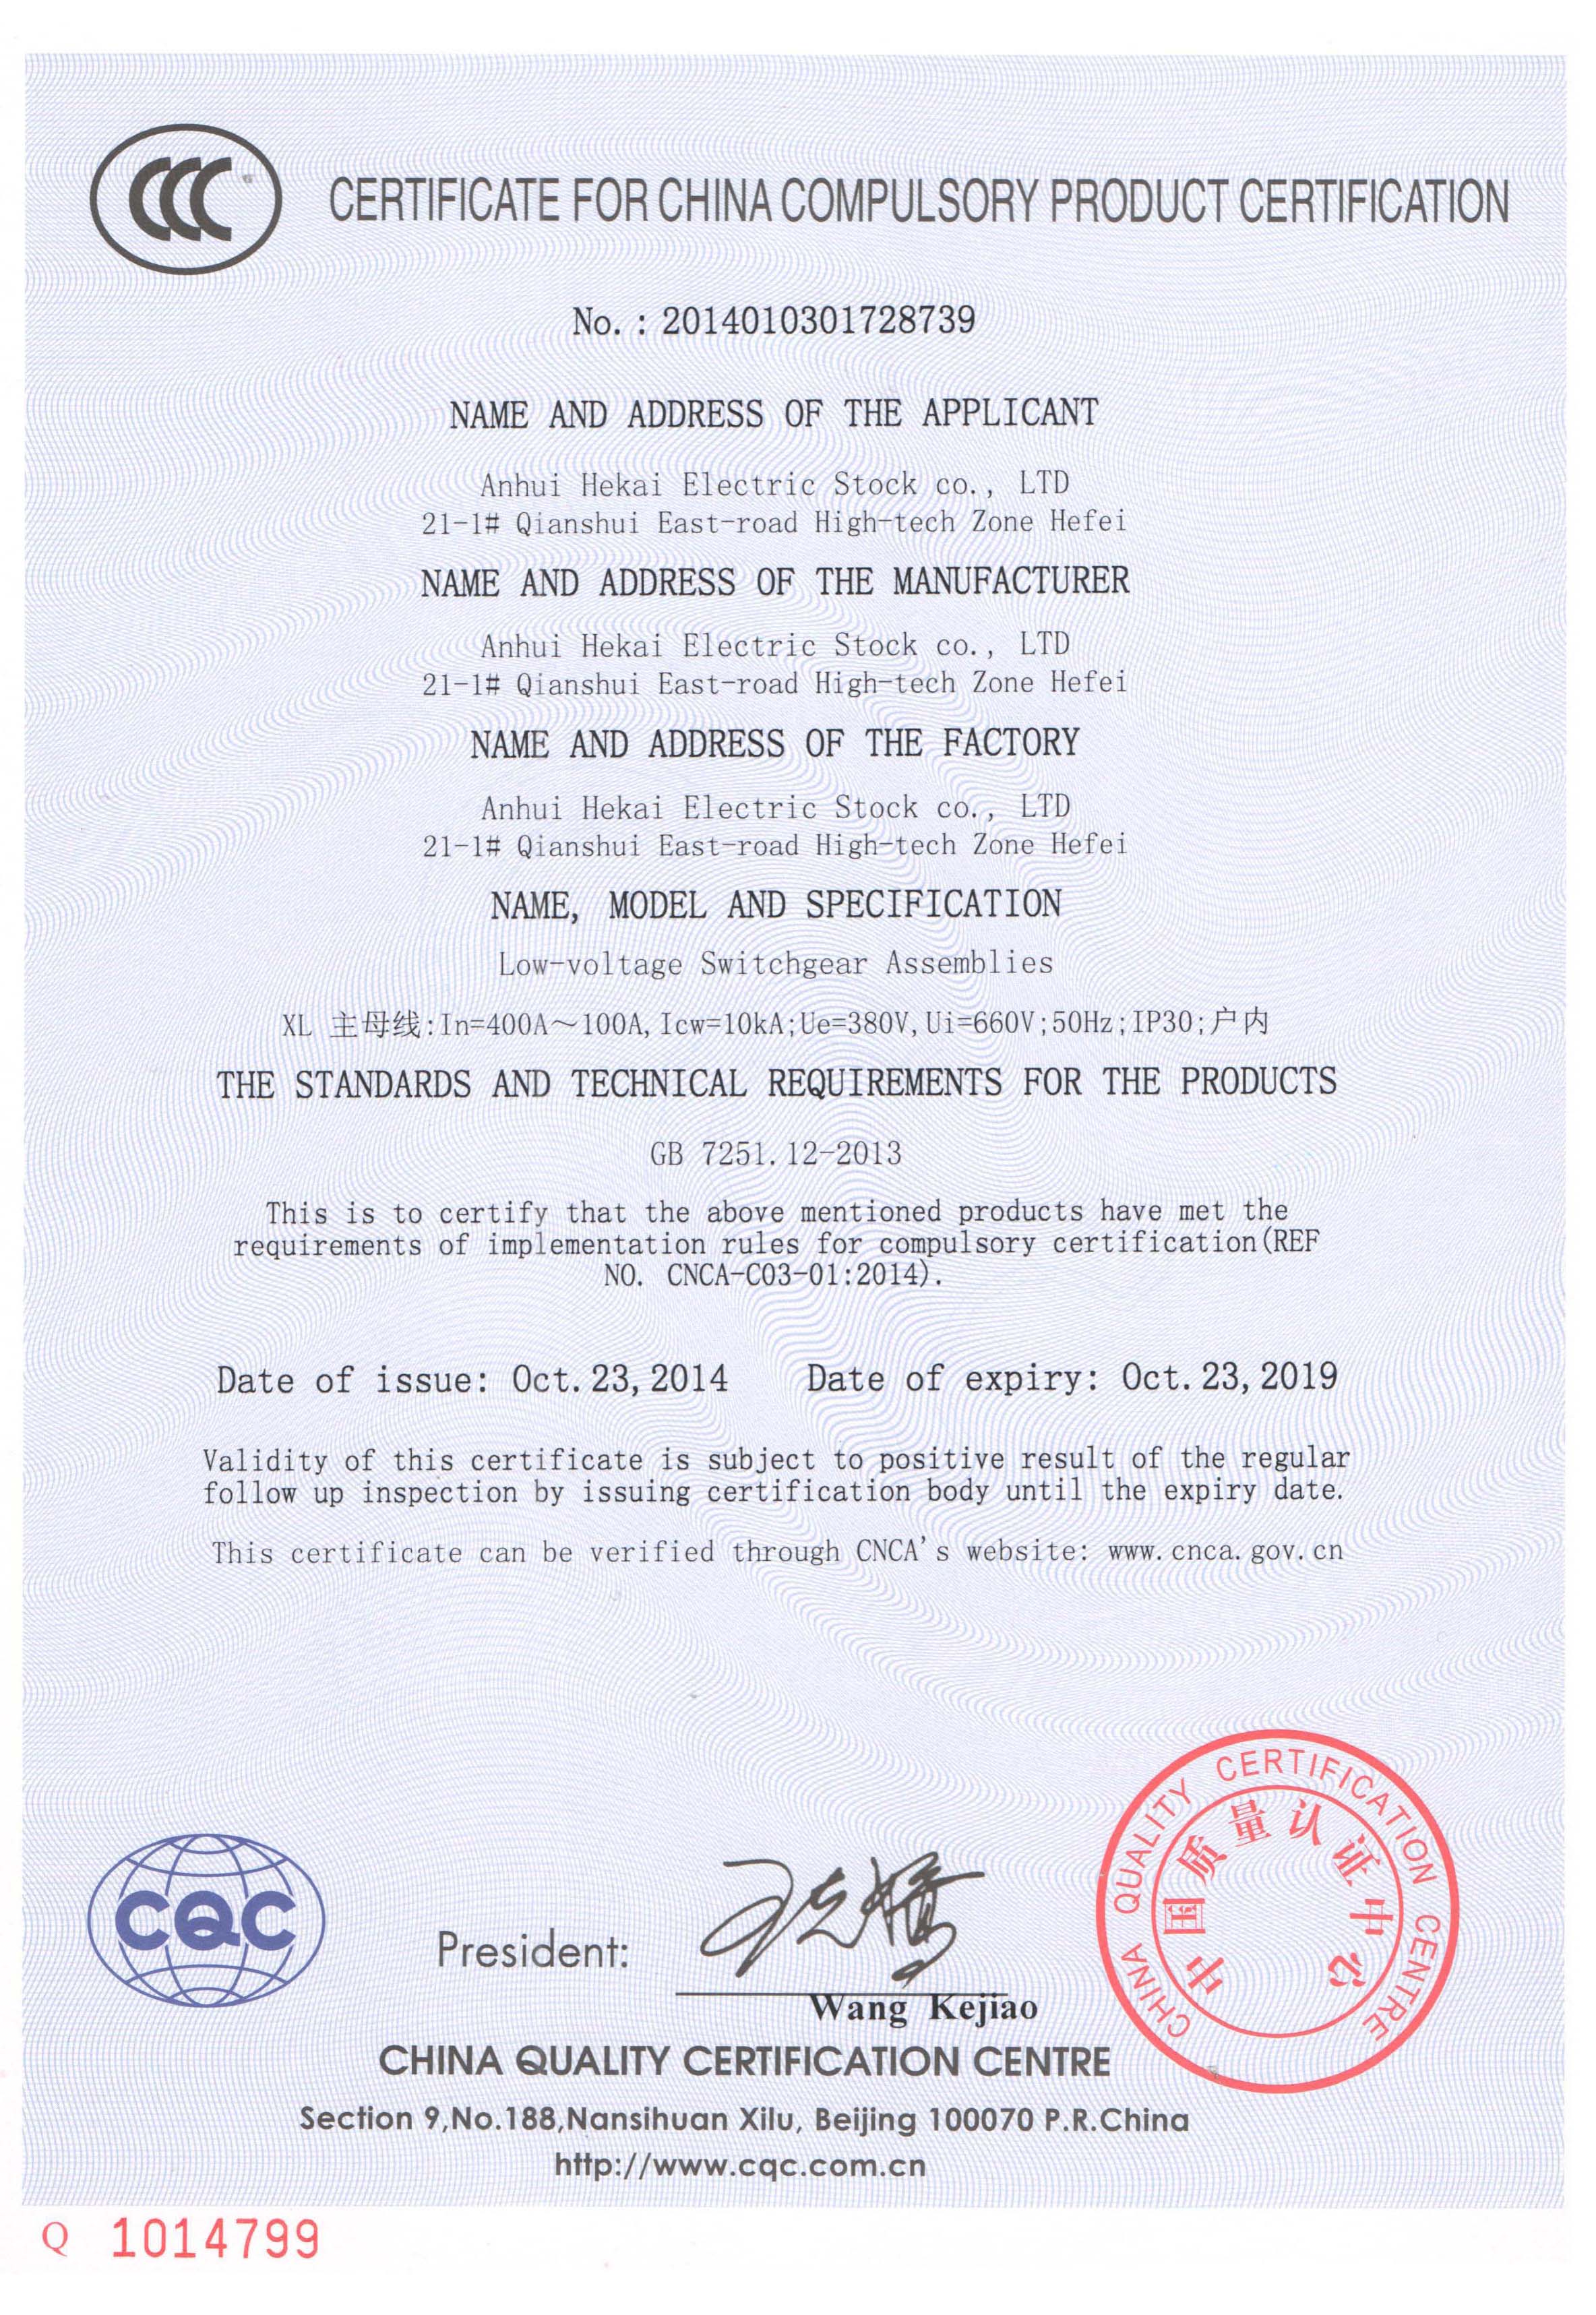 CCC
CERTIFICATE FOR CHINA COMPULSORY PRODUCT CERTIFICATION
No.: 2014010301728739
NAME AND ADDRESS OF THE APPLICANT
Anhui Hekai Electric Stock co., LTD
21-1# Qianshui East-road High-tech Zone Hefei
NAME AND ADDRESS OF THE MANUFACTURER
Anhui Hekai Electric Stock co., LTD
21-1# Qianshui East-road High-tech Zone Hefei
NAME AND ADDRESS OF THE FACTORY
Anhui Hekai Electric Stock co., LTD
21-1# Qianshui East-road High-tech Zone Hefei
NAME, MODEL AND SPECIFICATION
Low-voltage Switchgear Assemblies
XL 主母线:In=400A～100A,Icw=10kA;Ue=380V,Ui=660V;50Hz;IP30;户内
THE STANDARDS AND TECHNICAL REQUIREMENTS FOR THE PRODUCTS
GB 7251.12-2013
This is to certify that the above mentioned products have met the
requirements of implementation rules for compulsory certification(REF
NO. CNCA-C03-01:2014).
Date of issue: Oct.23,2014 Date of expiry: Oct.23,2019
Validity of this certificate is subject to positive result of the regular
follow up inspection by issuing certification body until the expiry date.
This certificate can be verified through CNCA's website: www.cnca.gov.cn
CQC
President:
Wang Kejiao
CHINA QUALITY CERTIFICATION CENTRE
中国质量认证中心
CHINA QUALITY CERTIFICATION CENTRE
Section 9,No.188,Nansihuan Xilu, Beijing 100070 P.R.China
http://www.cqc.com.cn
Q 1014799